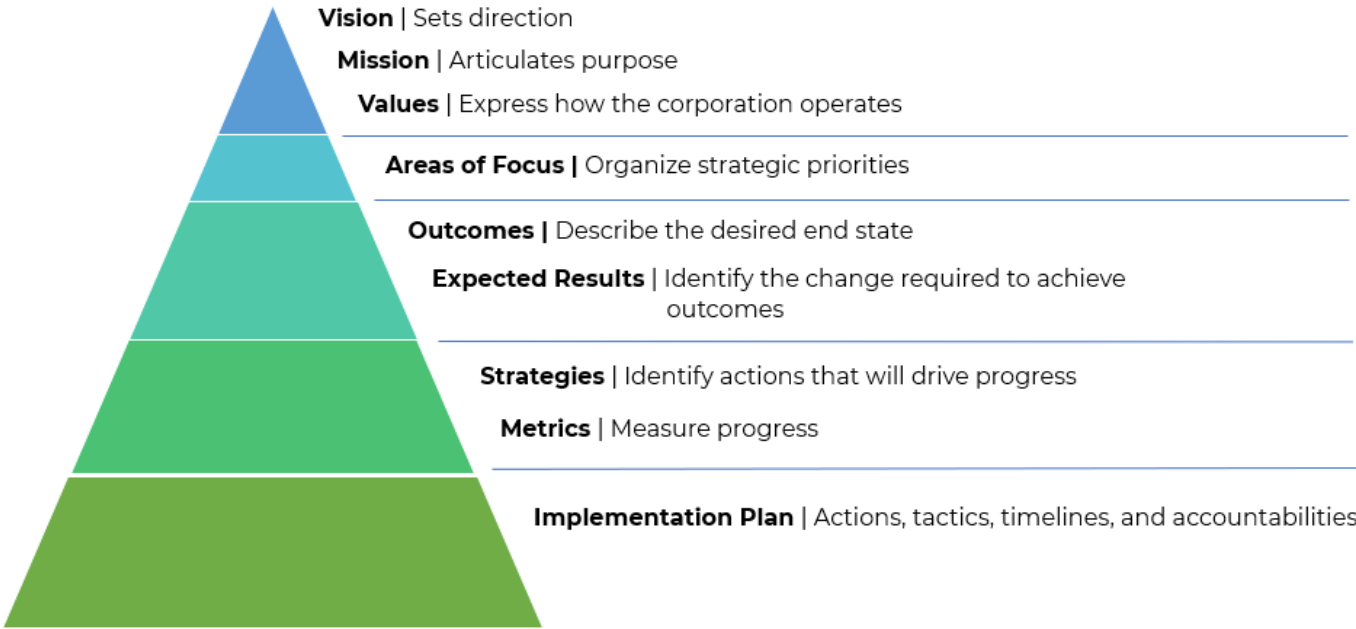 Vision | Sets direction
Mission | Articulates purpose
Values | Express how the corporation operates
Areas of Focus | Organize strategic priorities
Outcomes | Describe the desired end state
Expected Results | Identify the change required to achieve
outcomes
Strategies | Identify actions that will drive progress
Metrics | Measure progress
Implementation Plan | Actions, tactics, timelines, and accountabilities